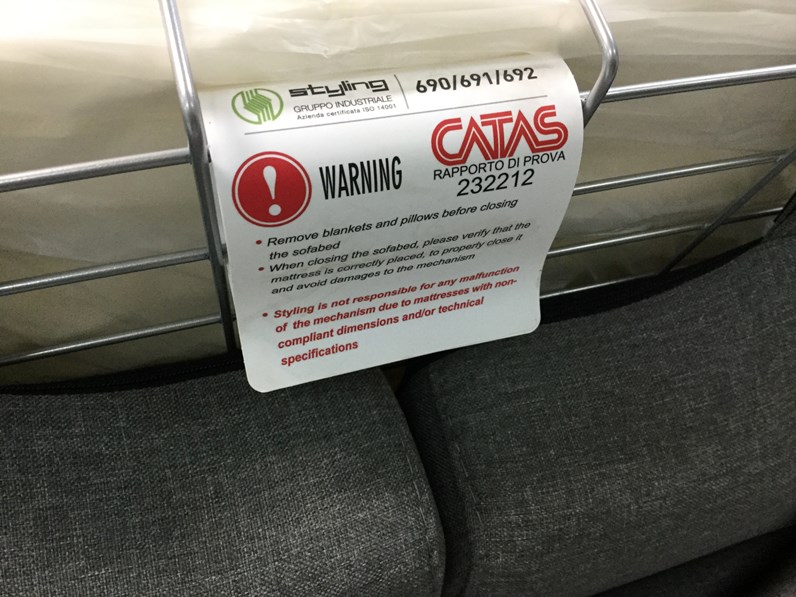 styling
GRUPPO INDUSTRIALE
Azienda certificata ISO 14001
690/691/692
CATAS
RAPPORTO DI PROVA
232212
! WARNING
• Remove blankets and pillows before closing
the sofabed
• When closing the sofabed, please verify that the
mattress is correctly placed, to properly close it
and avoid damages to the mechanism
• Styling is not responsible for any malfunction
of the mechanism due to mattresses with non-
compliant dimensions and/or technical
specifications